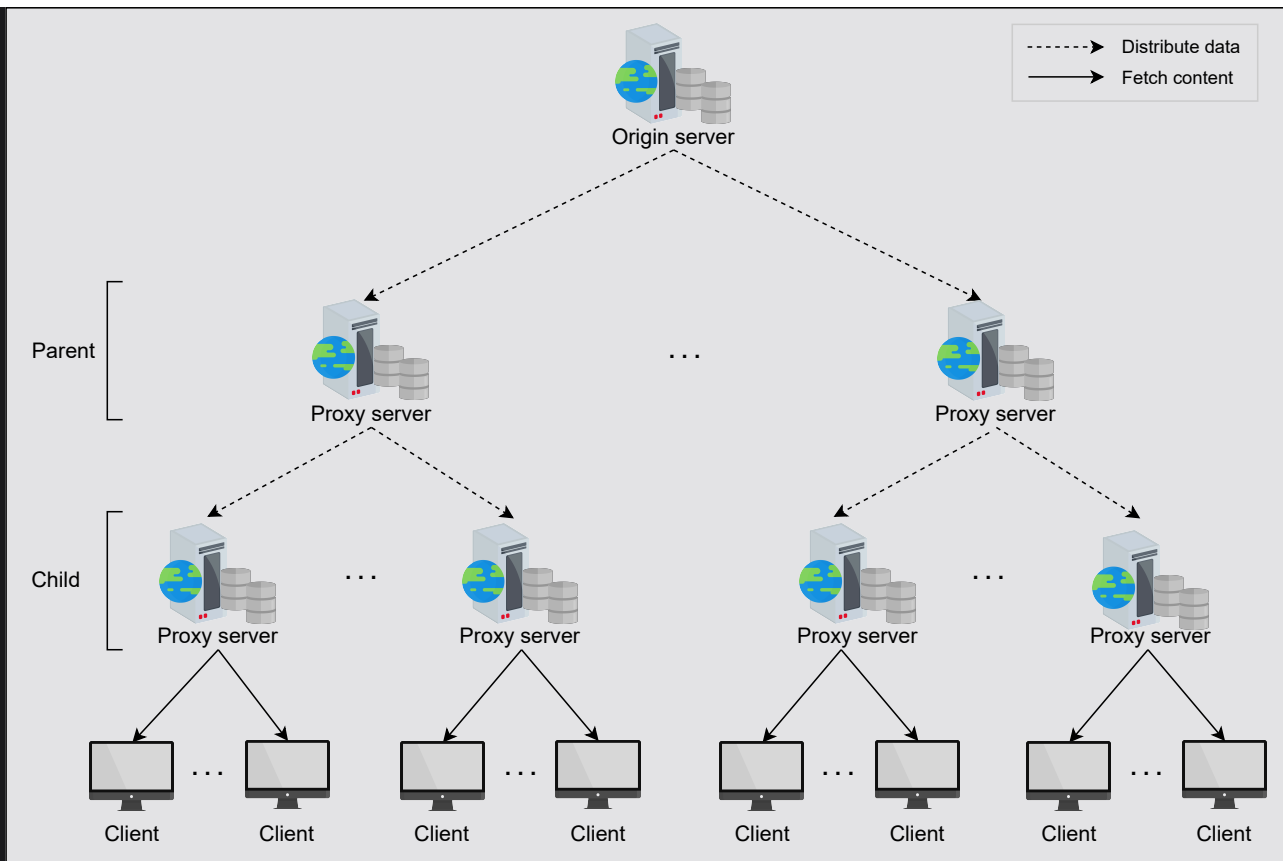 Distribute data
Fetch content
Origin server
Parent
...
Proxy server
Proxy server
Child
...
...
Proxy server
Proxy server
Proxy server
Proxy server
...
...
...
...
Client
Client
Client
Client
Client
Client
Client
Client